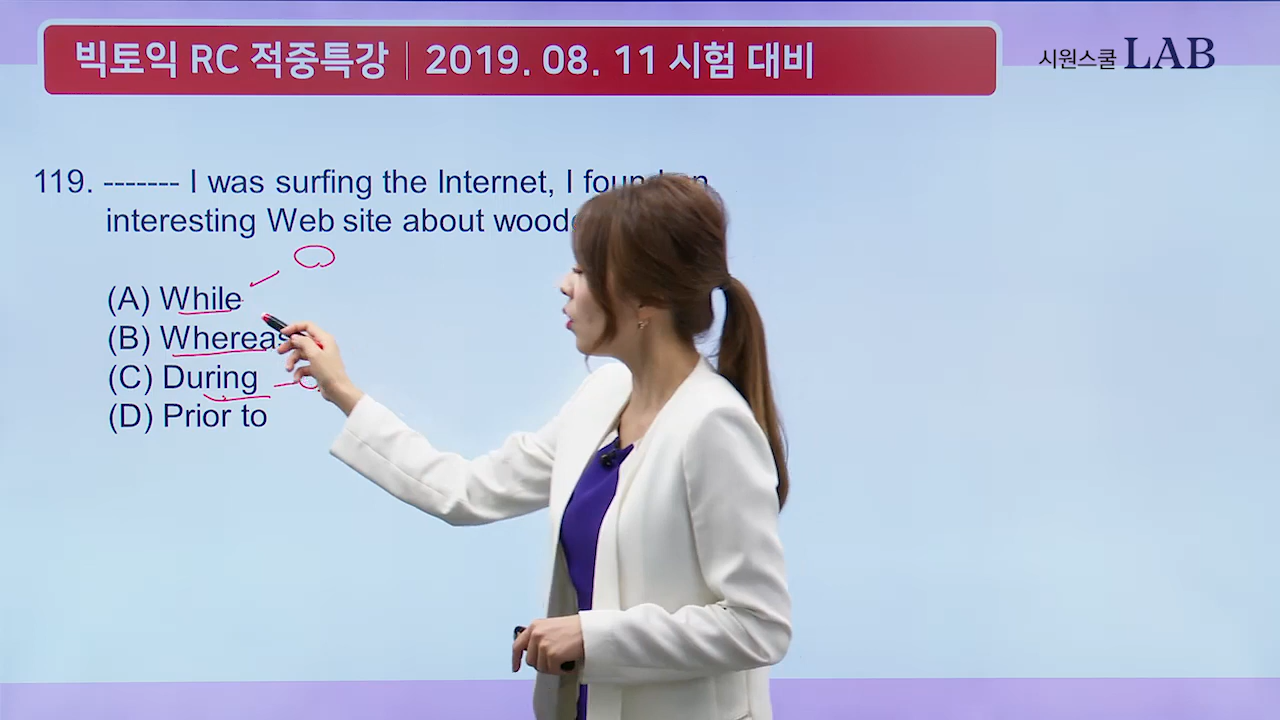 빅토익 RC 적중특강 | 2019. 08. 11 시험 대비
시원스쿨 LAB
119. ------- I was surfing the Internet, I
interesting Web site about
(A) While
(B) Whereas
(C) During
(D) Prior to